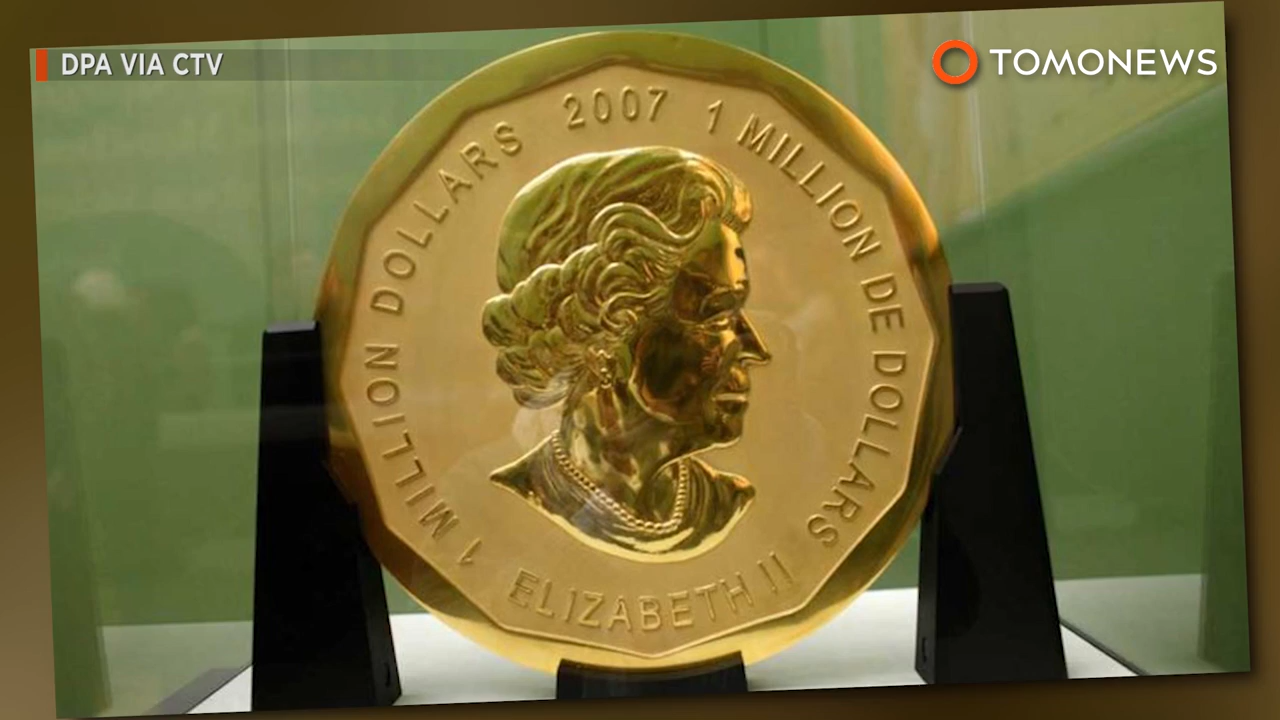 DPA VIA CTV
TOMONEWS
1 MILLION DOLLARS 2007 1 MILLION DE DOLLARS
ELIZABETH II